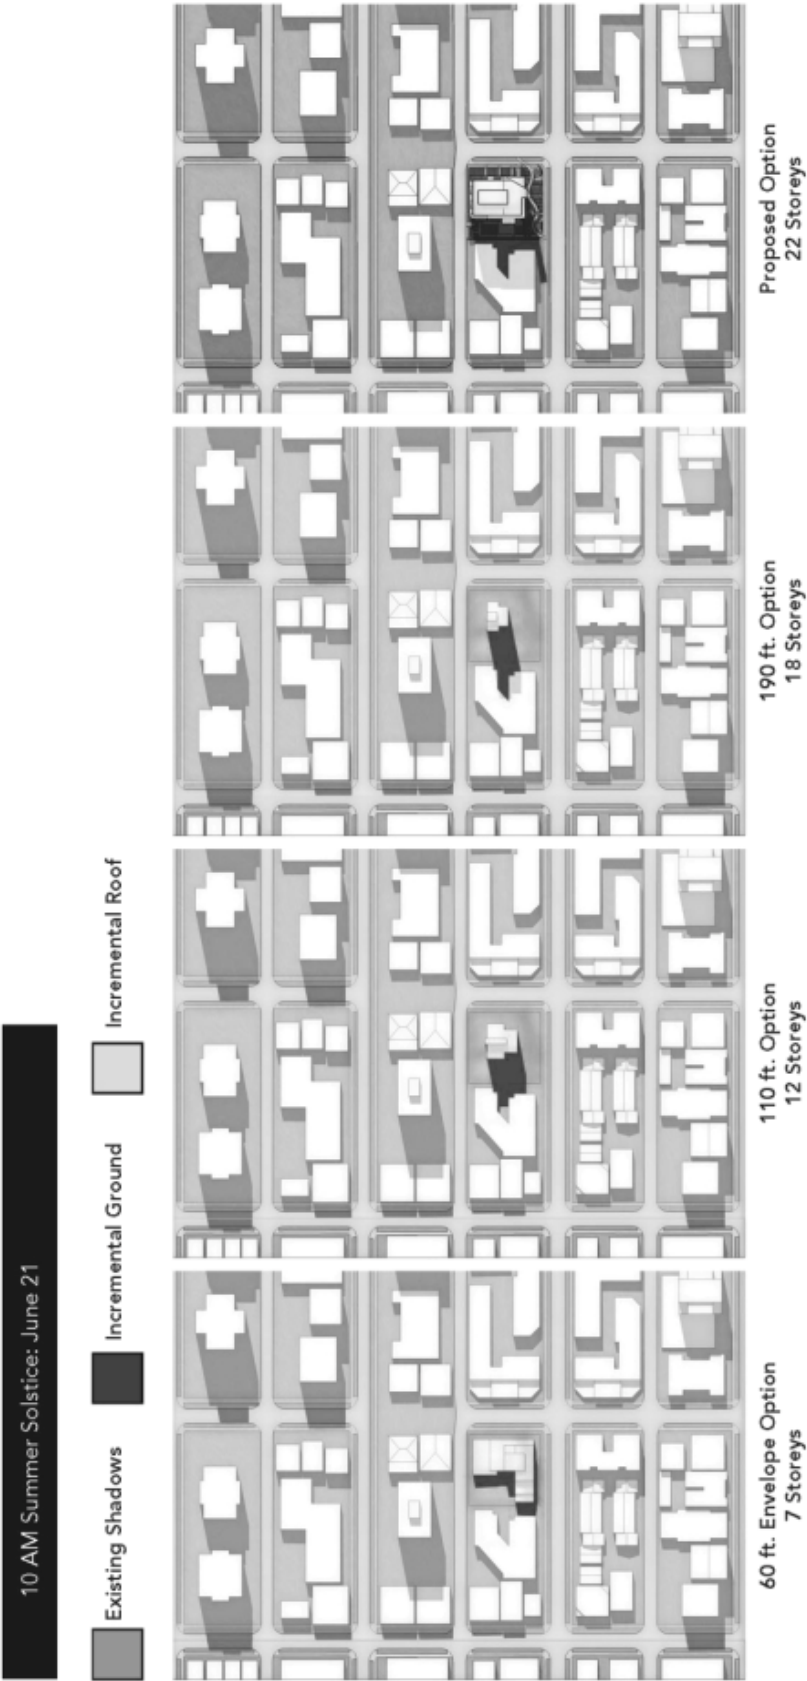 10 AM Summer Solstice: June 21
Existing Shadows
Incremental Ground
Incremental Roof
60 ft. Envelope Option
7 Storeys
110 ft. Option
12 Storeys
190 ft. Option
18 Storeys
Proposed Option
22 Storeys